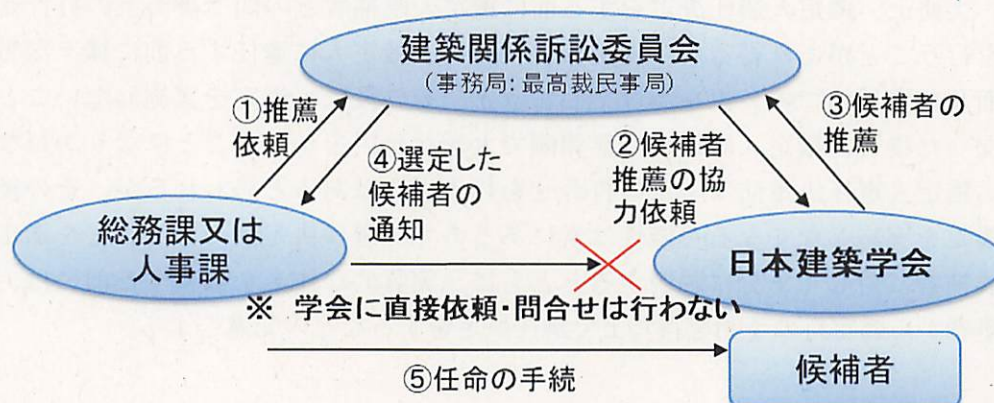 建築関係訴訟委員会
(事務局:最高裁民事局)
①推薦
依頼
④選定した
候補者の
通知
②候補者
推薦の協
力依頼
③候補者の
推薦
総務課又は
人事課
日本建築学会
※ 学会に直接依頼・問合せは行わない
⑤任命の手続
候補者